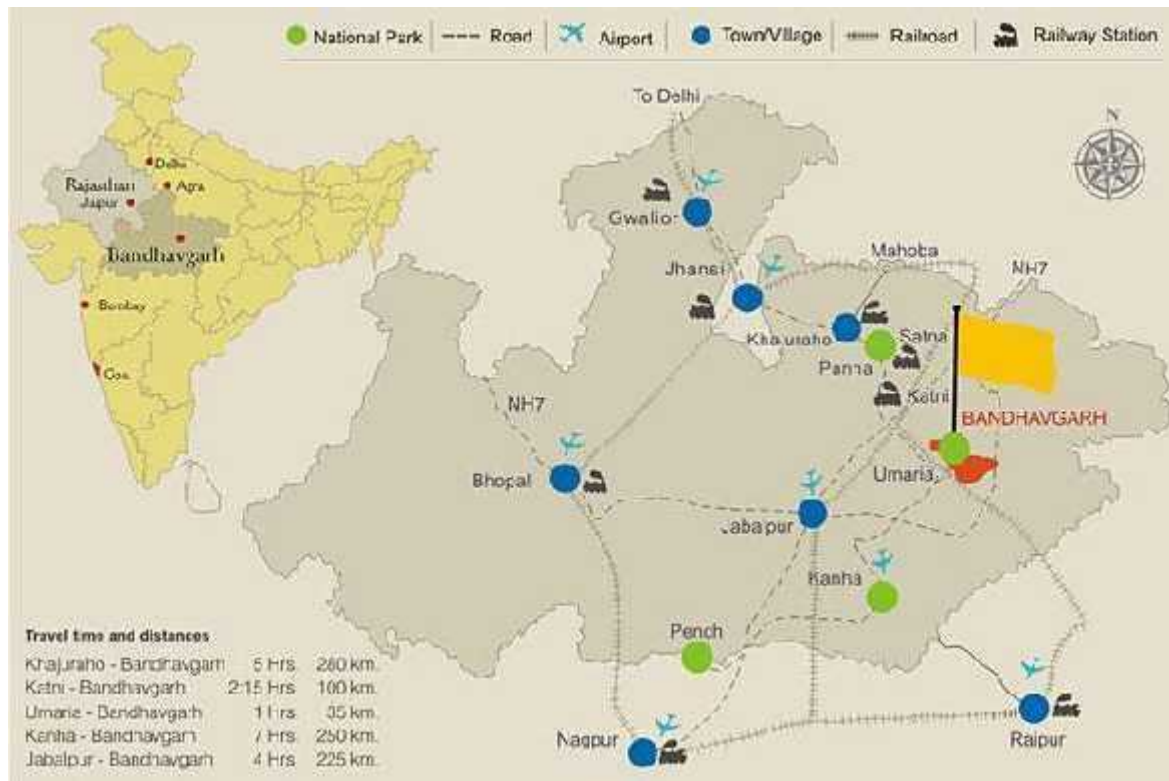 National Park
Road
Airport
Town/Village
Railroad
Railway Station
To Delhi
N
Delhi
Agra
Rajasthan
Jaipur
Bandhavgarh
Bombay
Goa
Gwalior
Jhansi
Mahoba
NH7
Khajuraho
Satna
Panna
Katni
NH7
BANDHAVGARH
Bhopal
Umaria
Jabalpur
Kanha
Pench
Nagpur
Raipur
Travel time and distances
Khajuraho - Bandhavgarh 5 Hrs 280 km.
Katni - Bandhavgarh 2:15 Hrs 100 km.
Umaria - Bandhavgarh 1 Hrs 35 km.
Kanha - Bandhavgarh 7 Hrs 250 km.
Jabalpur - Bandhavgarh 4 Hrs 225 km.